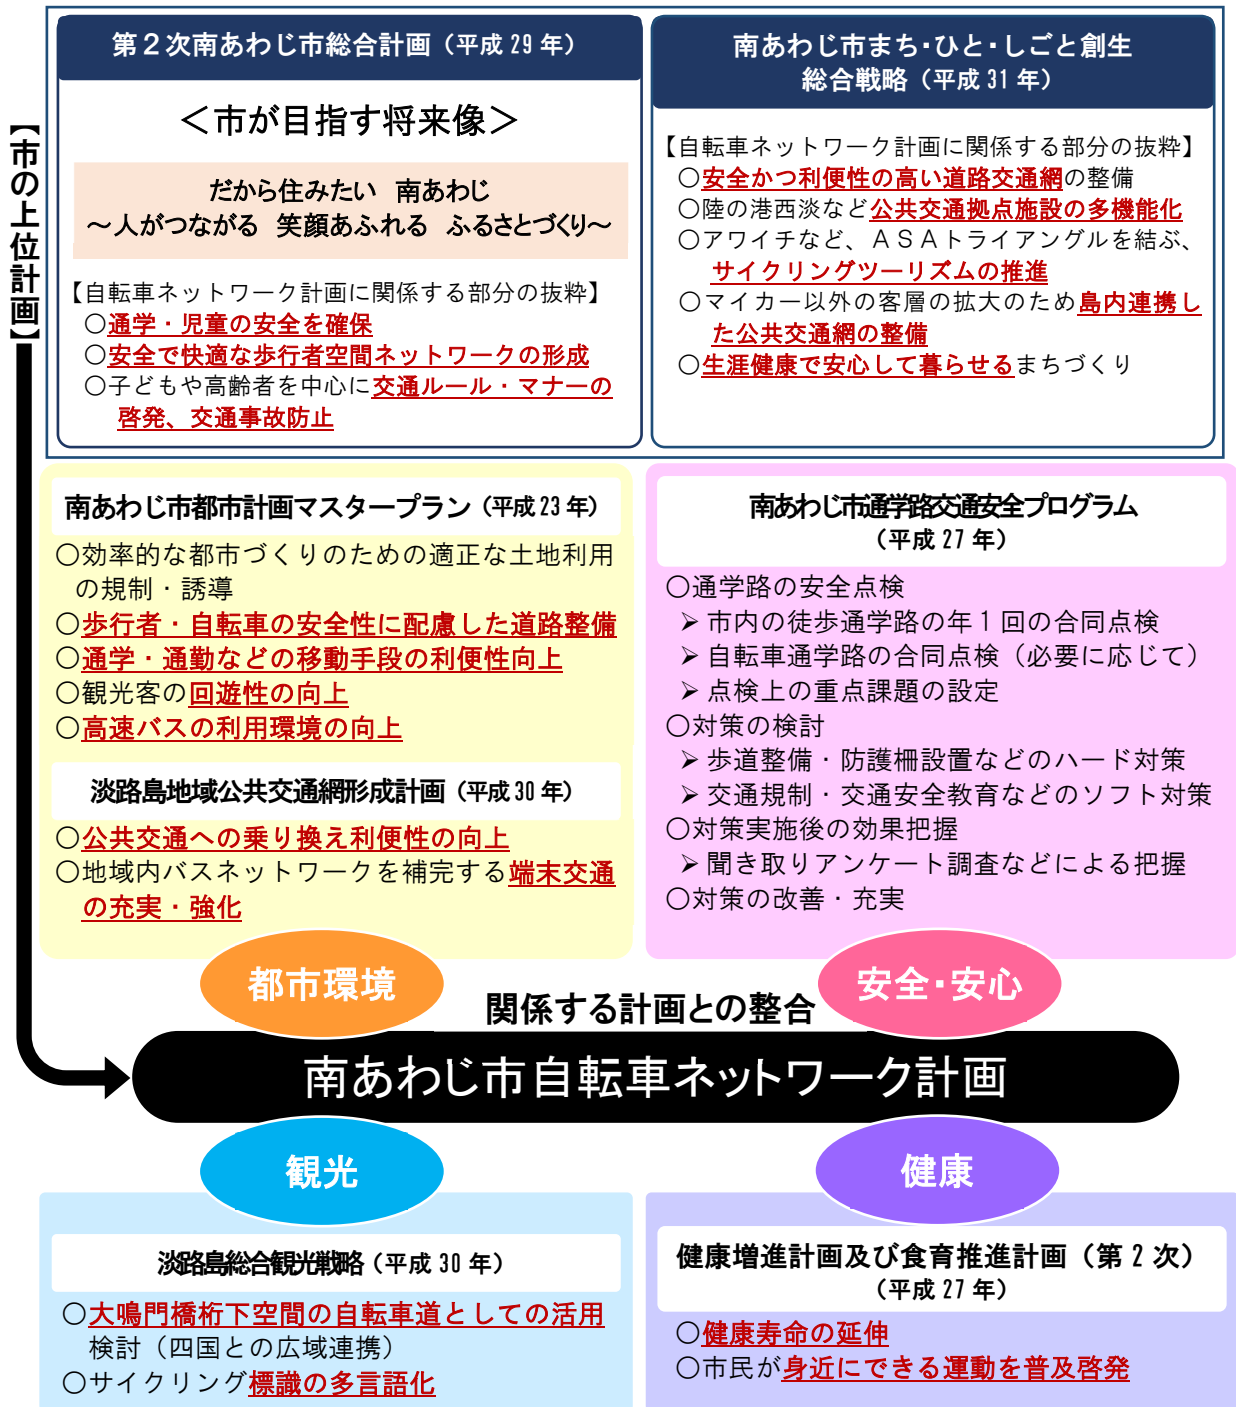 【市の上位計画】
第２次南あわじ市総合計画（平成29年）
＜市が目指す将来像＞
だから住みたい　南あわじ
～人がつながる　笑顔あふれる　ふるさとづくり～
【自転車ネットワーク計画に関係する部分の抜粋】
○通学・児童の安全を確保
○安全で快適な歩行者空間ネットワークの形成
○子どもや高齢者を中心に交通ルール・マナーの
啓発、交通事故防止
南あわじ市まち・ひと・しごと創生
総合戦略（平成31年）
【自転車ネットワーク計画に関係する部分の抜粋】
○安全かつ利便性の高い道路交通網の整備
○陸の港西淡など公共交通拠点施設の多機能化
○アワイチなど、ＡＳＡトライアングルを結ぶ、
サイクリングツーリズムの推進
○マイカー以外の客層の拡大のため島内連携し
た公共交通網の整備
○生涯健康で安心して暮らせるまちづくり
南あわじ市都市計画マスタープラン（平成23年）
○効率的な都市づくりのための適正な土地利用
の規制・誘導
○歩行者・自転車の安全性に配慮した道路整備
○通学・通勤などの移動手段の利便性向上
○観光客の回遊性の向上
○高速バスの利用環境の向上
淡路島地域公共交通網形成計画（平成30年）
○公共交通への乗り換え利便性の向上
○地域内バスネットワークを補完する端末交通
の充実・強化
都市環境
南あわじ市通学路交通安全プログラム
（平成27年）
○通学路の安全点検
➢市内の徒歩通学路の年１回の合同点検
➢自転車通学路の合同点検（必要に応じて）
➢点検上の重点課題の設定
○対策の検討
➢歩道整備・防護柵設置などのハード対策
➢交通規制・交通安全教育などのソフト対策
○対策実施後の効果把握
➢聞き取りアンケート調査などによる把握
○対策の改善・充実
安全・安心
関係する計画との整合
南あわじ市自転車ネットワーク計画
観光
淡路島総合観光戦略（平成30年）
○大鳴門橋桁下空間の自転車道としての活用
検討（四国との広域連携）
○サイクリング標識の多言語化
健康
健康増進計画及び食育推進計画（第２次）
（平成27年）
○健康寿命の延伸
○市民が身近にできる運動を普及啓発